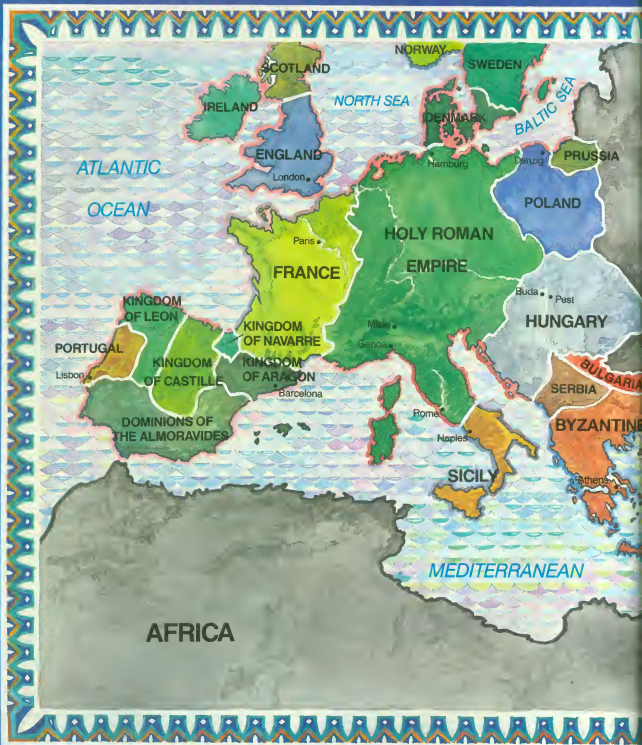 NORWAY
SCOTLAND
SWEDEN
NORTH SEA
IRELAND
DENMARK
BALTIC SEA
ENGLAND
Hamburg
Danzig
PRUSSIA
ATLANTIC
OCEAN
London
POLAND
HOLY ROMAN
EMPIRE
Paris
FRANCE
Buda
Pest
KINGDOM
OF LEON
HUNGARY
KINGDOM
OF NAVARRE
Milan
Genoa
PORTUGAL
KINGDOM
OF CASTILLE
KINGDOM
OF ARAGON
BULGARIA
Lisbon
Barcelona
SERBIA
DOMINIONS OF
THE ALMORAVIDES
Rome
BYZANTINE
Naples
SICILY
Athens
MEDITERRANEAN
AFRICA